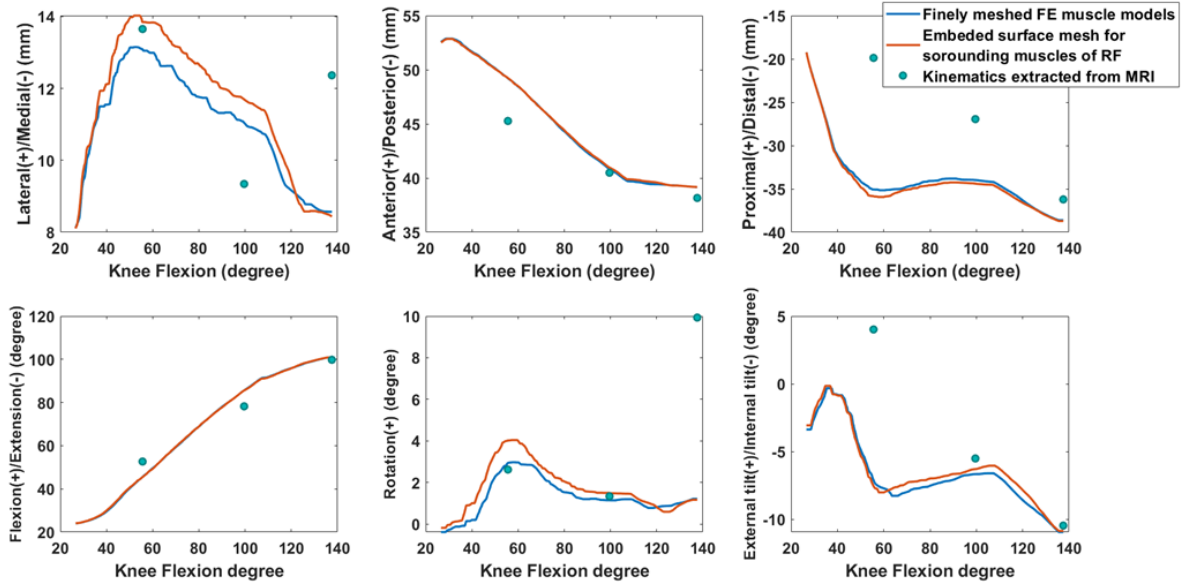 Finely meshed FE muscle models
Embeded surface mesh for
sorounding muscles of RF
Kinematics extracted from MRI
Lateral(+)/Medial(-) (mm)
14
12
10
8
20 40 60 80 100 120 140
Knee Flexion (degree)
Anterior(+)/Posterior(-) (mm)
55
50
45
40
35
20 40 60 80 100 120 140
Knee Flexion (degree)
Proximal(+)/Distal(-) (mm)
-15
-20
-25
-30
-35
-40
20 40 60 80 100 120 140
Knee Flexion (degree)
Flexion(+)/Extension(-) (degree)
120
100
80
60
40
20
20 40 60 80 100 120 140
Knee Flexion degree
Rotation(+) (degree)
10
8
6
4
2
0
20 40 60 80 100 120 140
Knee Flexion degree
External tilt(+)/Internal tilt(-) (degree)
5
0
-5
-10
20 40 60 80 100 120 140
Knee Flexion degree